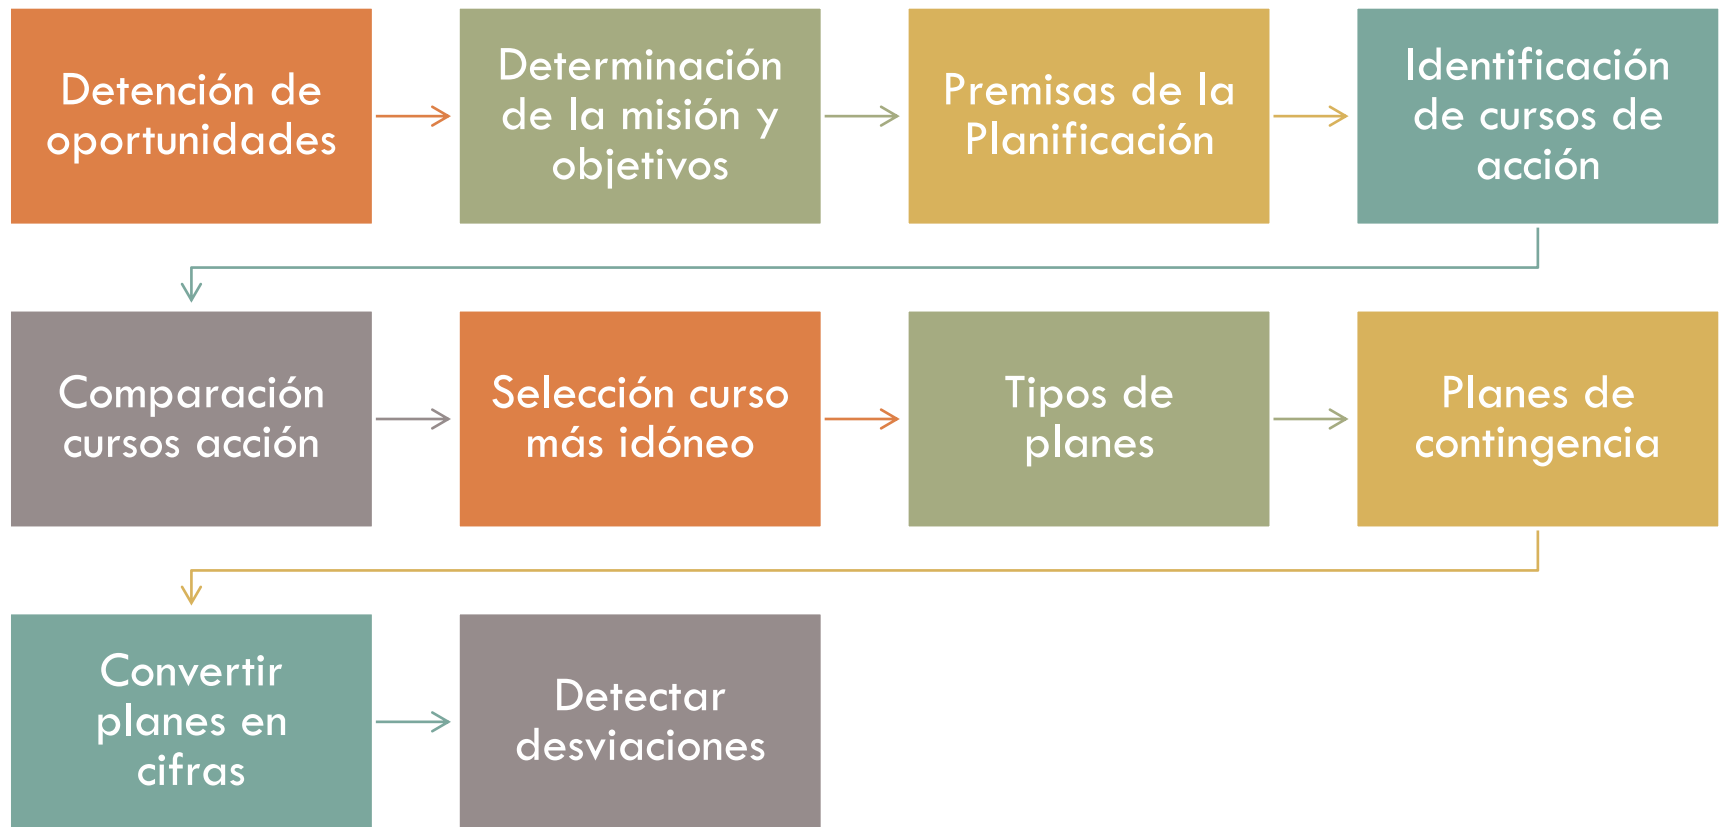 Detención de
oportunidades
Determinación
de la misión y
objetivos
Premisas de la
Planificación
Identificación
de cursos de
acción
Comparación
cursos acción
Selección curso
más idóneo
Tipos de
planes
Planes de
contingencia
Convertir
planes en
cifras
Detectar
desviaciones